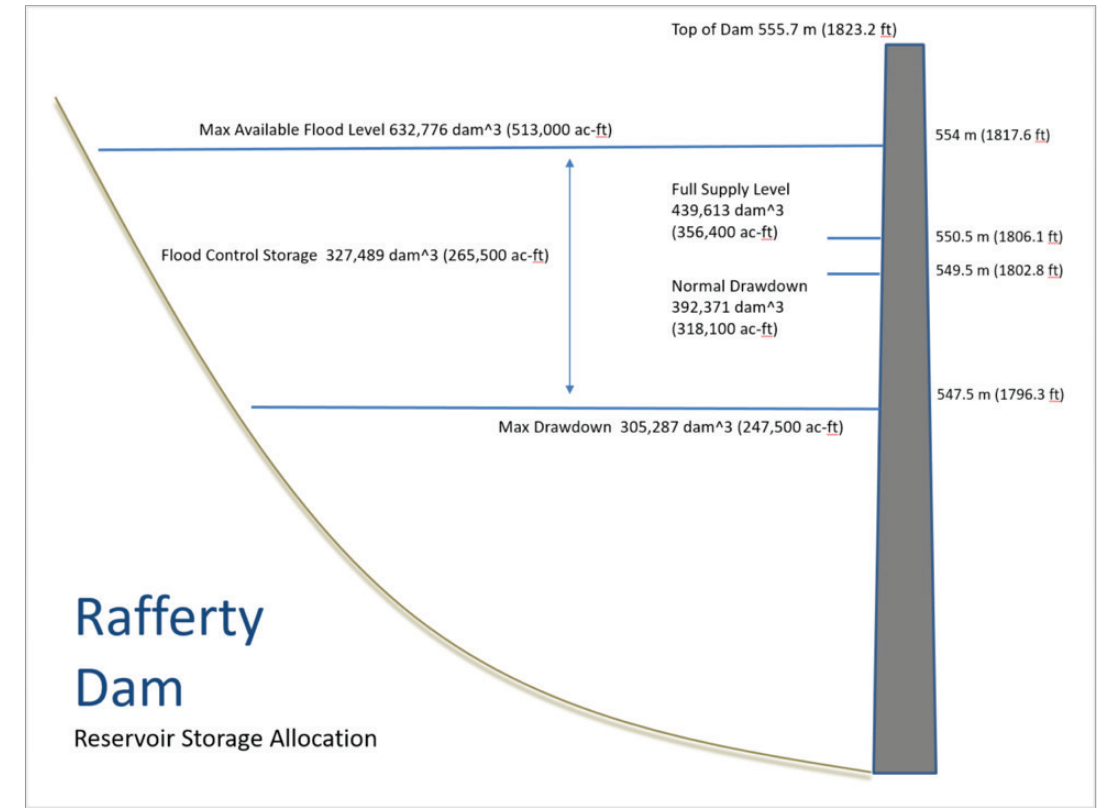 Top of Dam 555.7 m (1823.2 ft)
Max Available Flood Level 632,776 dam^3 (513,000 ac-ft)
554 m (1817.6 ft)
Full Supply Level
439,613 dam^3
(356,400 ac-ft)
550.5 m (1806.1 ft)
Flood Control Storage  327,489 dam^3 (265,500 ac-ft)
549.5 m (1802.8 ft)
Normal Drawdown
392,371 dam^3
(318,100 ac-ft)
547.5 m (1796.3 ft)
Max Drawdown  305,287 dam^3 (247,500 ac-ft)
Rafferty
Dam
Reservoir Storage Allocation